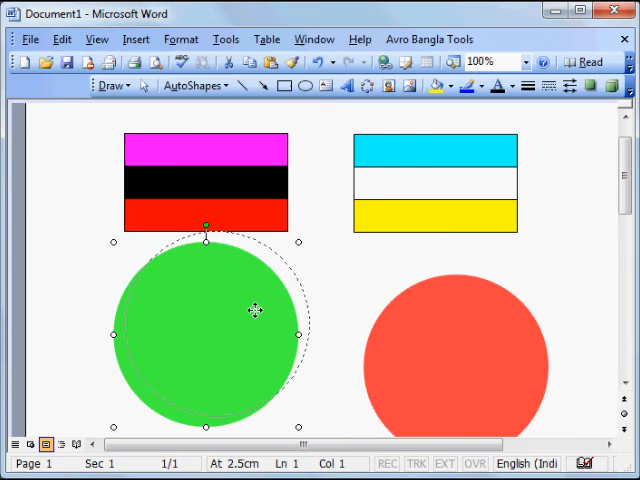 Document1 - Microsoft Word
File Edit View Insert Format Tools Table Window Help Avro Bangla Tools
100% Read
Draw AutoShapes
Page 1 Sec 1 1/1 At 2.5cm Ln 1 Col 1 REC TRK EXT OVR English (Indi